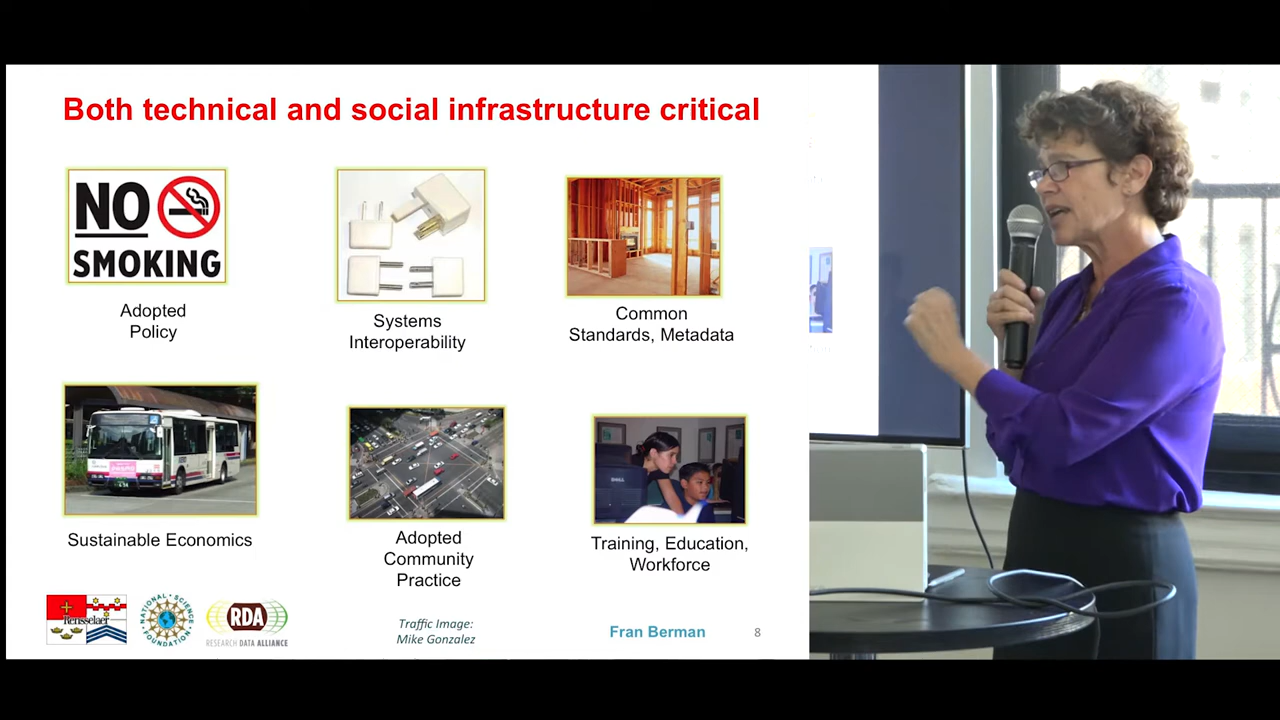 Both technical and social infrastructure critical
NO
SMOKING
Adopted
Policy
Systems
Interoperability
Common
Standards, Metadata
Sustainable Economics
Adopted
Community
Practice
DELL
Training, Education,
Workforce
Rensselaer
NATIONAL SCIENCE FOUNDATION
RDA
RESEARCH DATA ALLIANCE
Traffic Image:
Mike Gonzalez
Fran Berman
8